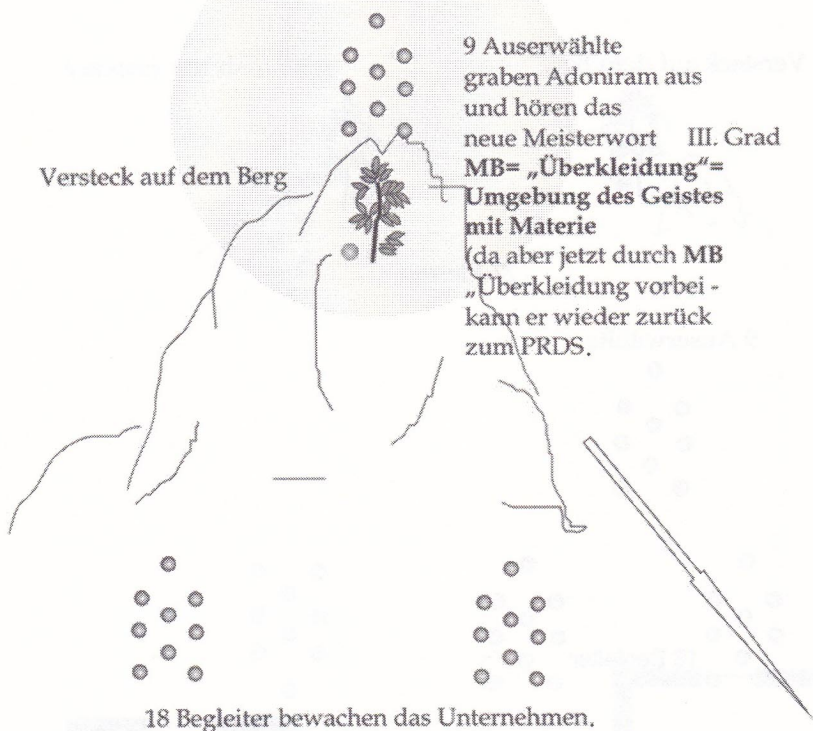 9 Auserwählte
graben Adoniram aus
und hören das
neue Meisterwort III. Grad
Versteck auf dem Berg
MB= „Überkleidung“=
Umgebung des Geistes
mit Materie
(da aber jetzt durch MB
„Überkleidung vorbei -
kann er wieder zurück
zum PRDS.
18 Begleiter bewachen das Unternehmen.